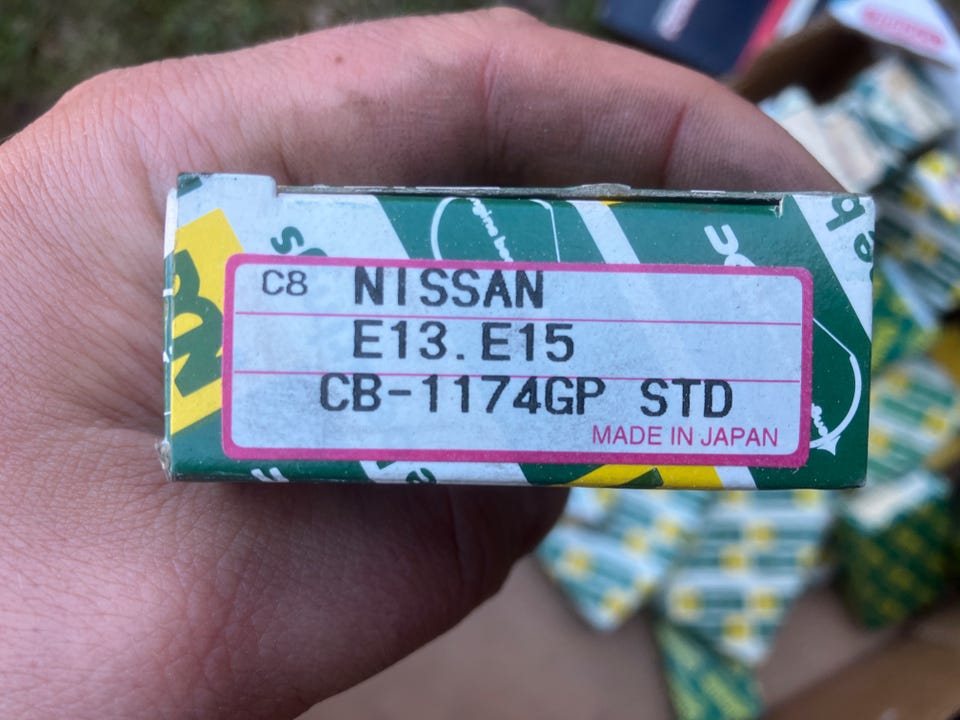 C8 NISSAN
E13. E15
CB-1174GP STD
MADE IN JAPAN